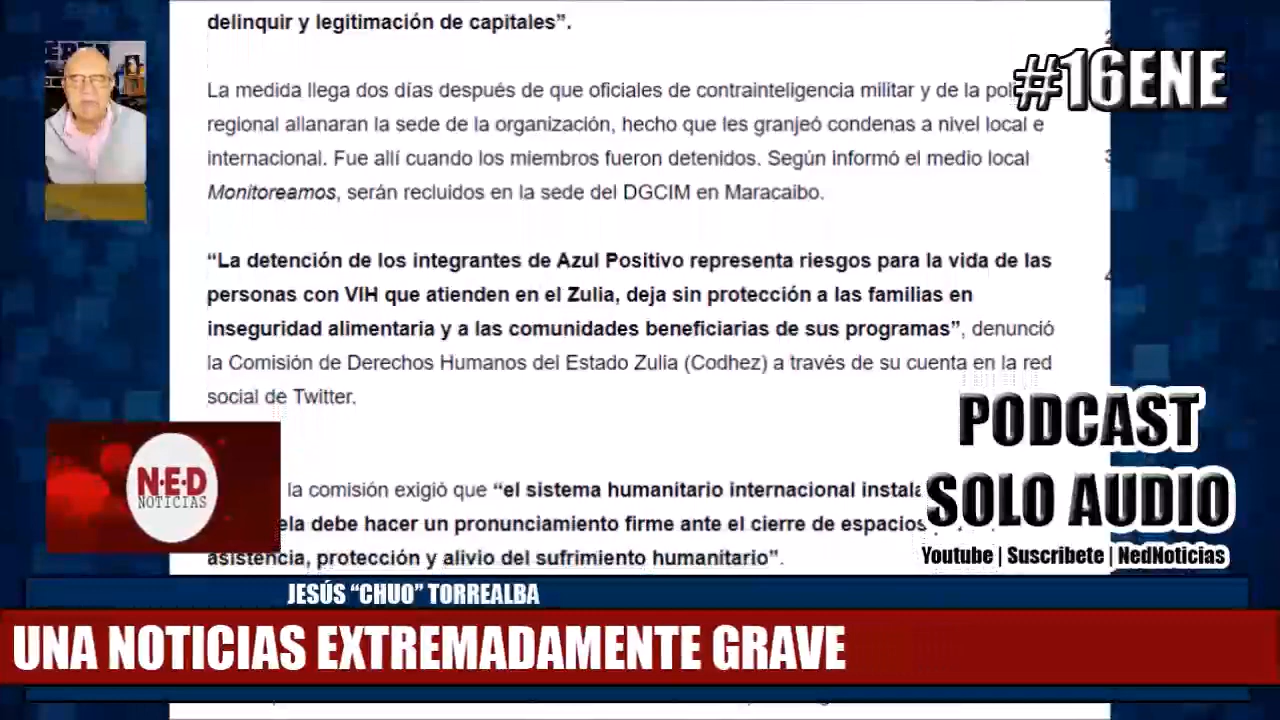 delinquir y legitimación de capitales”.
#16ENE
La medida llega dos días después de que oficiales de contrainteligencia militar y de la
regional allanaran la sede de la organización, hecho que les granjeó condenas a nivel local e
internacional. Fue allí cuando los miembros fueron detenidos. Según informó el medio local
Monitoreamos, serán recluidos en la sede del DGCIM en Maracaibo.
“La detención de los integrantes de Azul Positivo representa riesgos para la vida de las
personas con VIH que atienden en el Zulia, deja sin protección a las familias en
inseguridad alimentaria y a las comunidades beneficiarias de sus programas”, denunció
la Comisión de Derechos Humanos del Estado Zulia (Codhez) a través de su cuenta en la red
social de Twitter.
la comisión exigió que “el sistema humanitario internacional
debe hacer un pronunciamiento firme ante el cierre de espacios
asistencia, protección y alivio del sufrimiento humanitario”.
N•E•D
NOTICIAS
PODCAST
SOLO AUDIO
Youtube | Suscribete | NedNoticias
JESÚS “CHUO” TORREALBA
UNA NOTICIAS EXTREMADAMENTE GRAVE